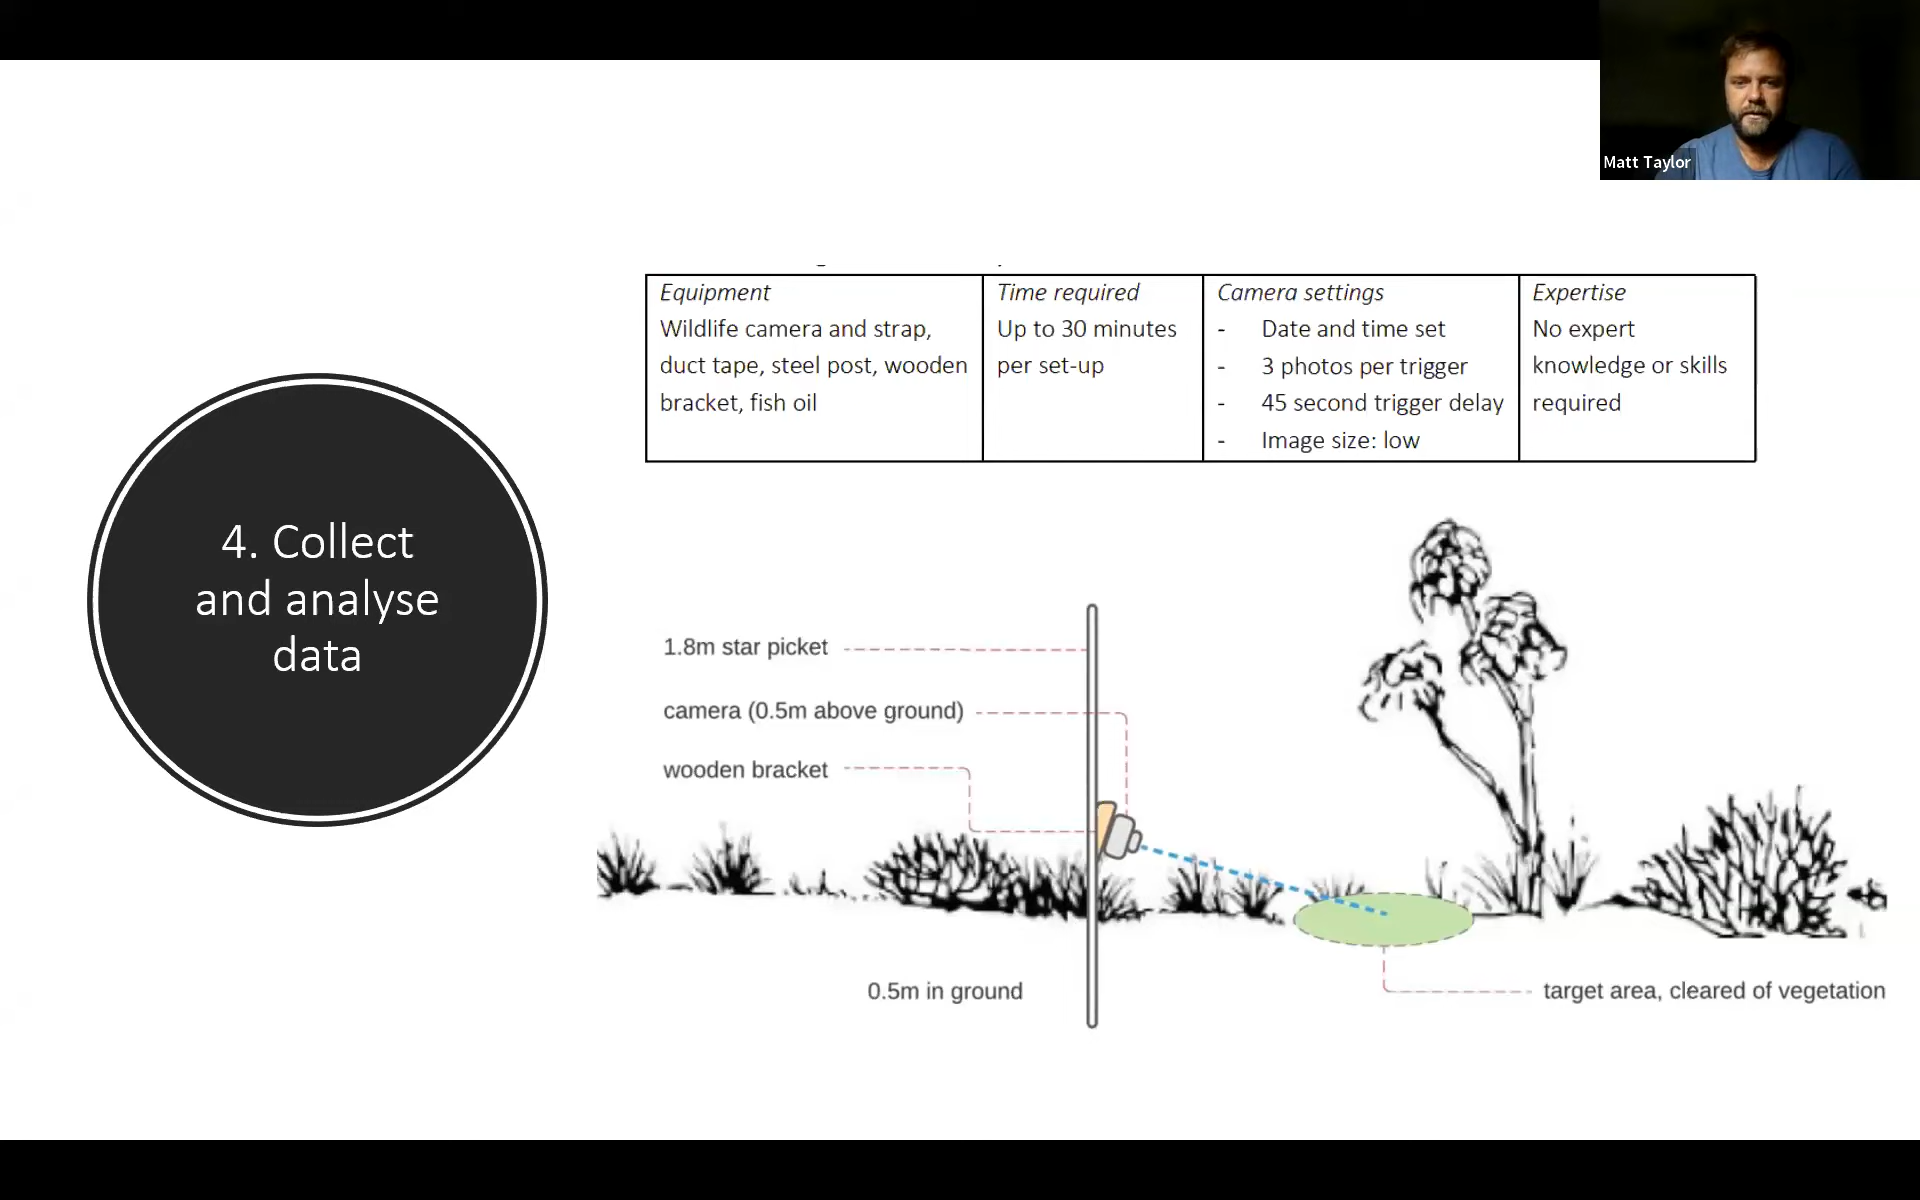 Matt Taylor
Equipment
Wildlife camera and strap,
duct tape, steel post, wooden
bracket, fish oil
Time required
Up to 30 minutes
per set-up
Camera settings
- Date and time set
- 3 photos per trigger
- 45 second trigger delay
- Image size: low
Expertise
No expert
knowledge or skills
required
4. Collect
and analyse
data
1.8m star picket
camera (0.5m above ground)
wooden bracket
0.5m in ground
target area, cleared of vegetation